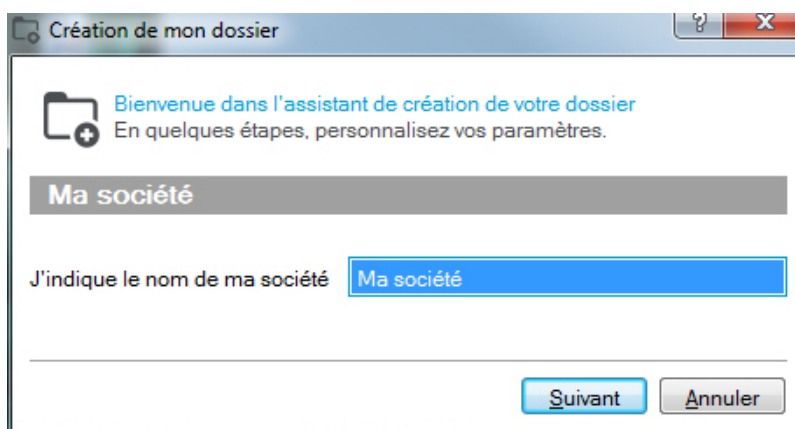 Création de mon dossier
Bienvenue dans l'assistant de création de votre dossier
En quelques étapes, personnalisez vos paramètres.
Ma société
J'indique le nom de ma société Ma société
Suivant Annuler